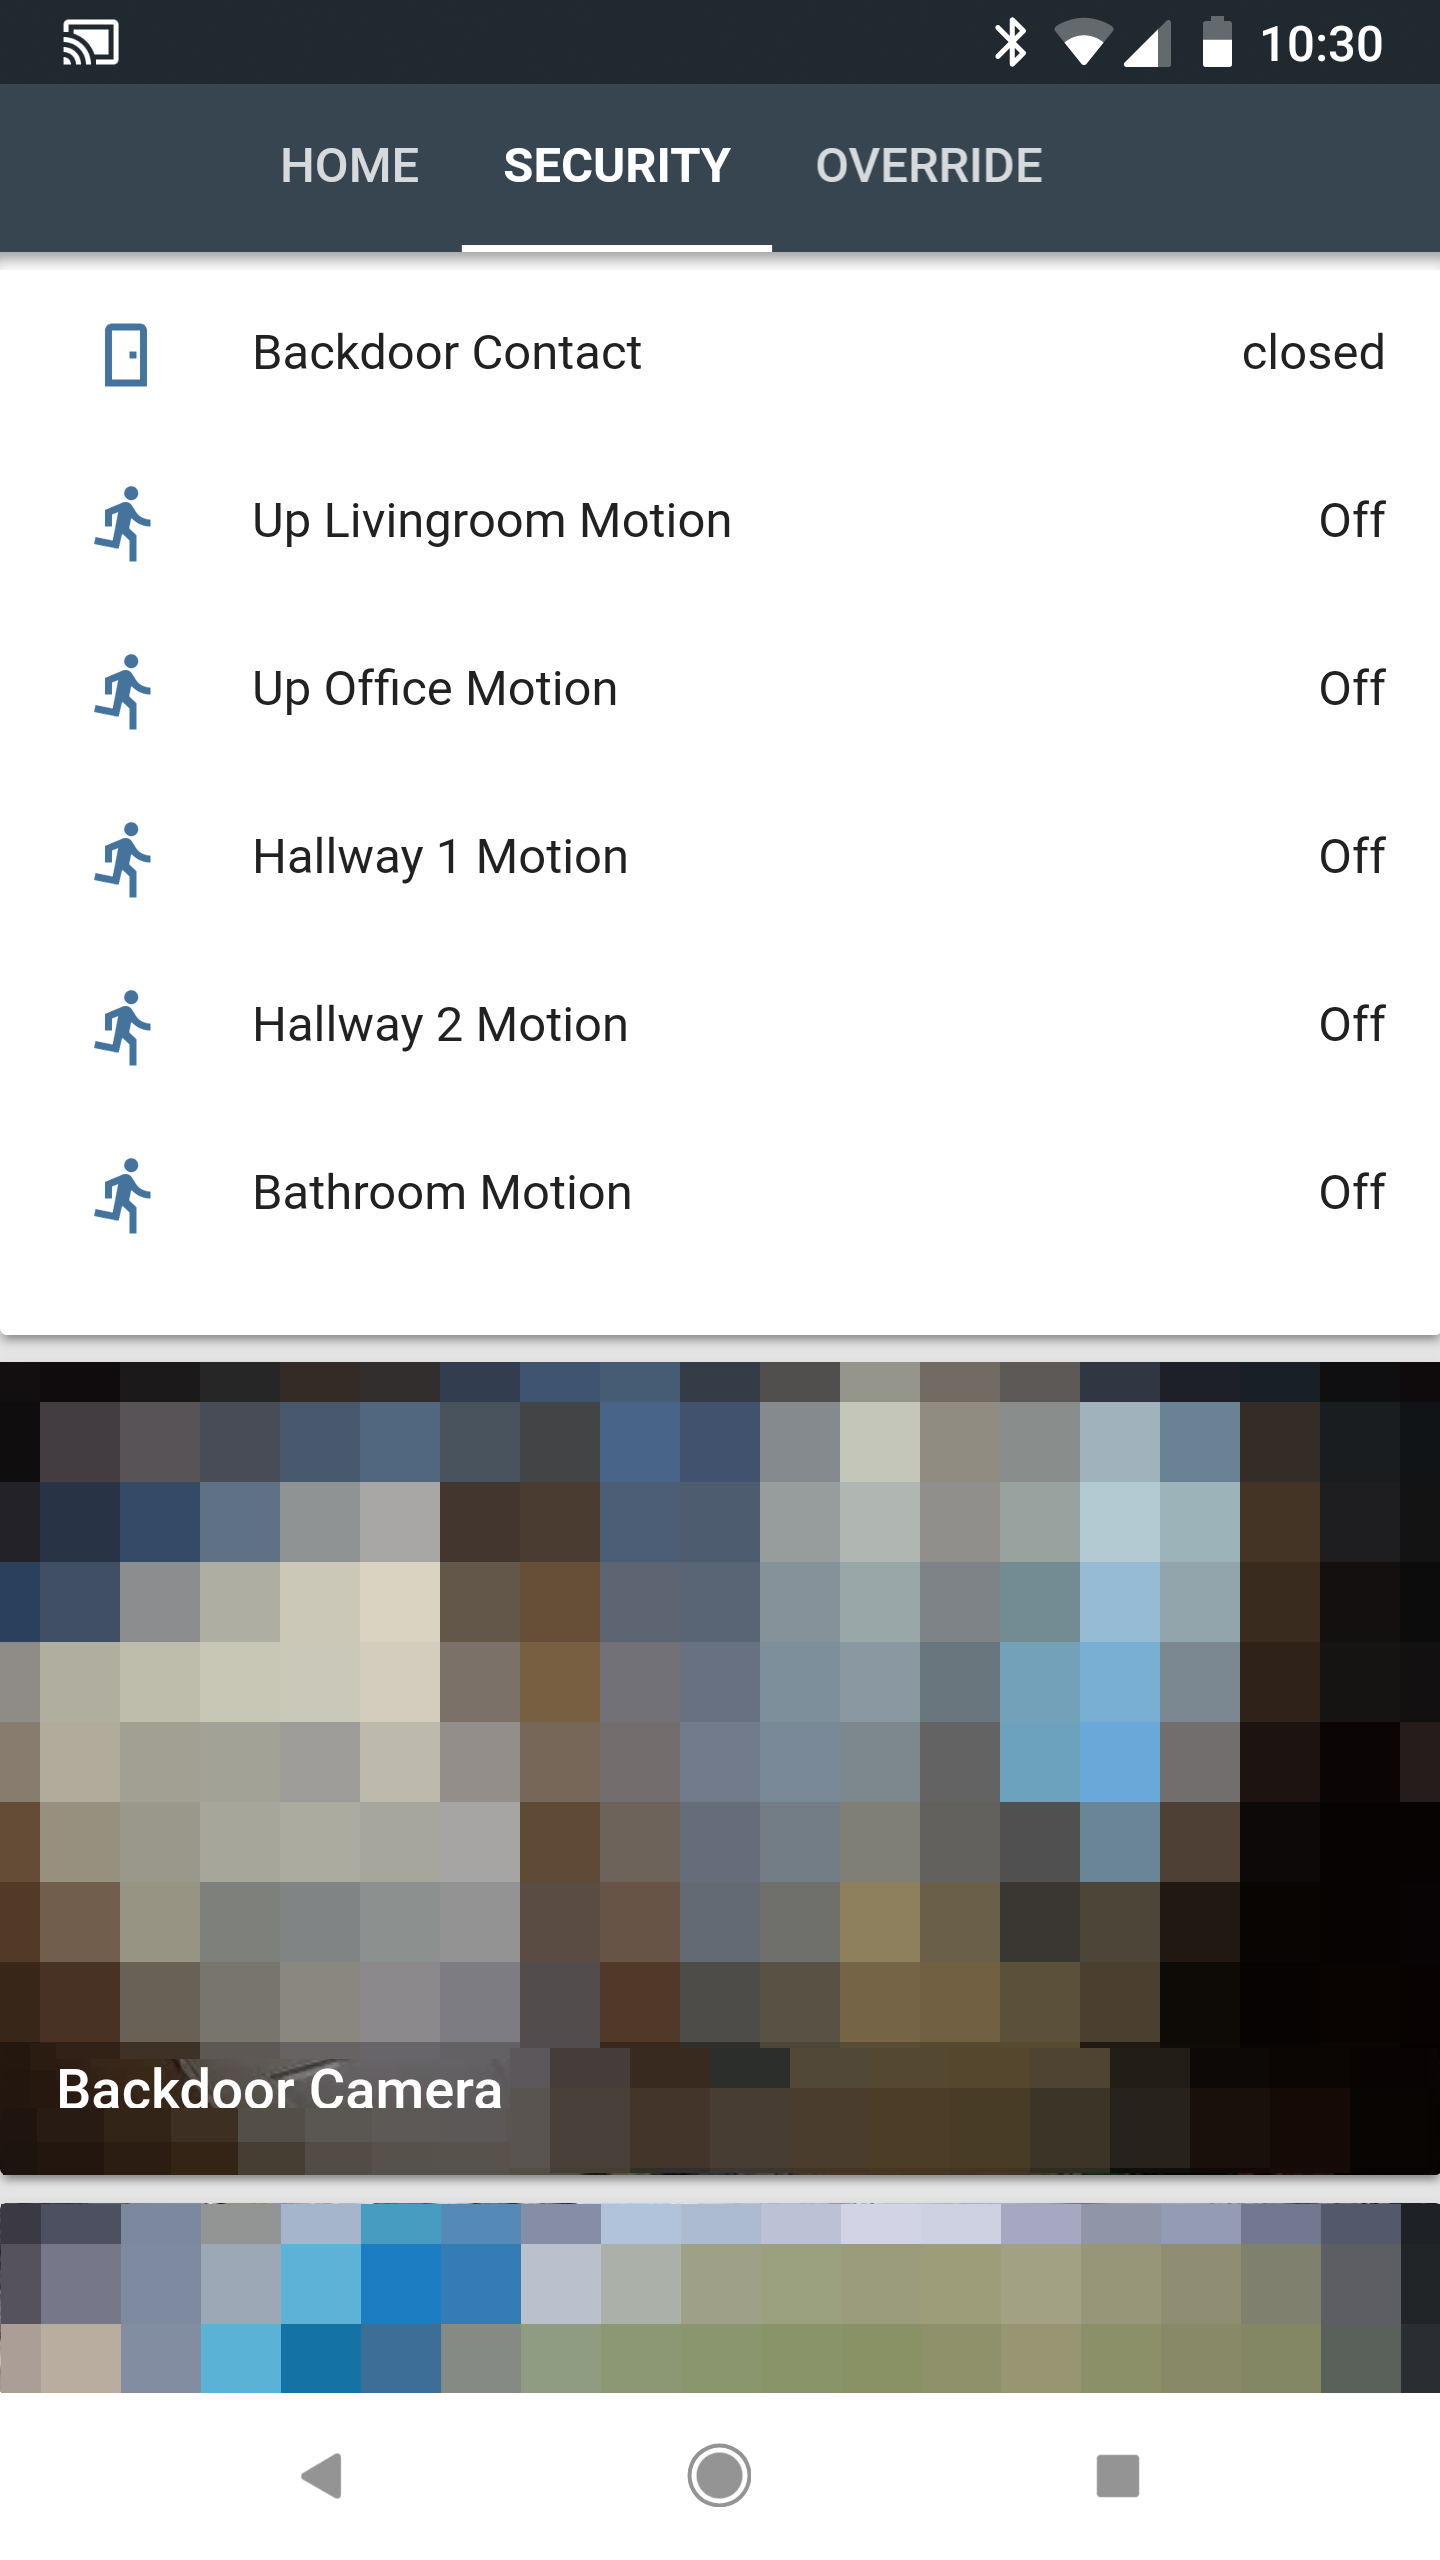 10:30
HOME SECURITY OVERRIDE
Backdoor Contact closed
Up Livingroom Motion Off
Up Office Motion Off
Hallway 1 Motion Off
Hallway 2 Motion Off
Bathroom Motion Off
Backdoor Camera